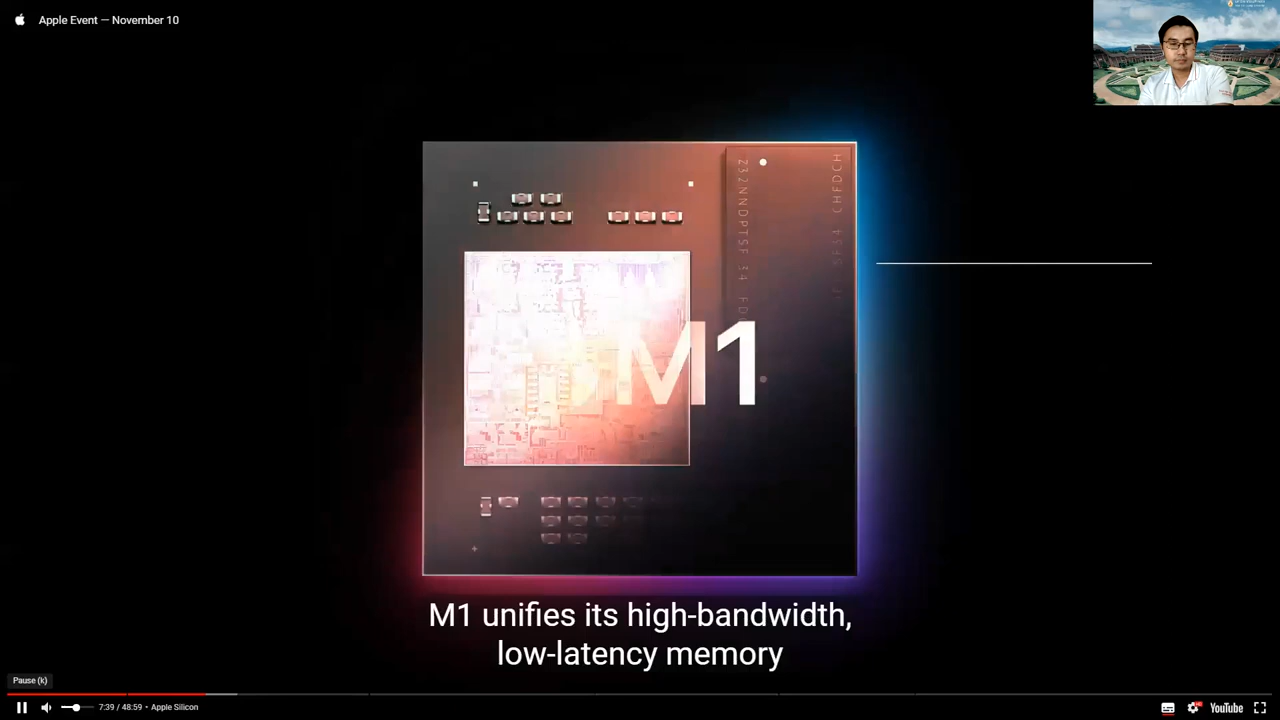 Apple Event — November 10
M1
M1 unifies its high-bandwidth,
low-latency memory
Pause (k)
7:39 / 48:59 • Apple Silicon
YouTube